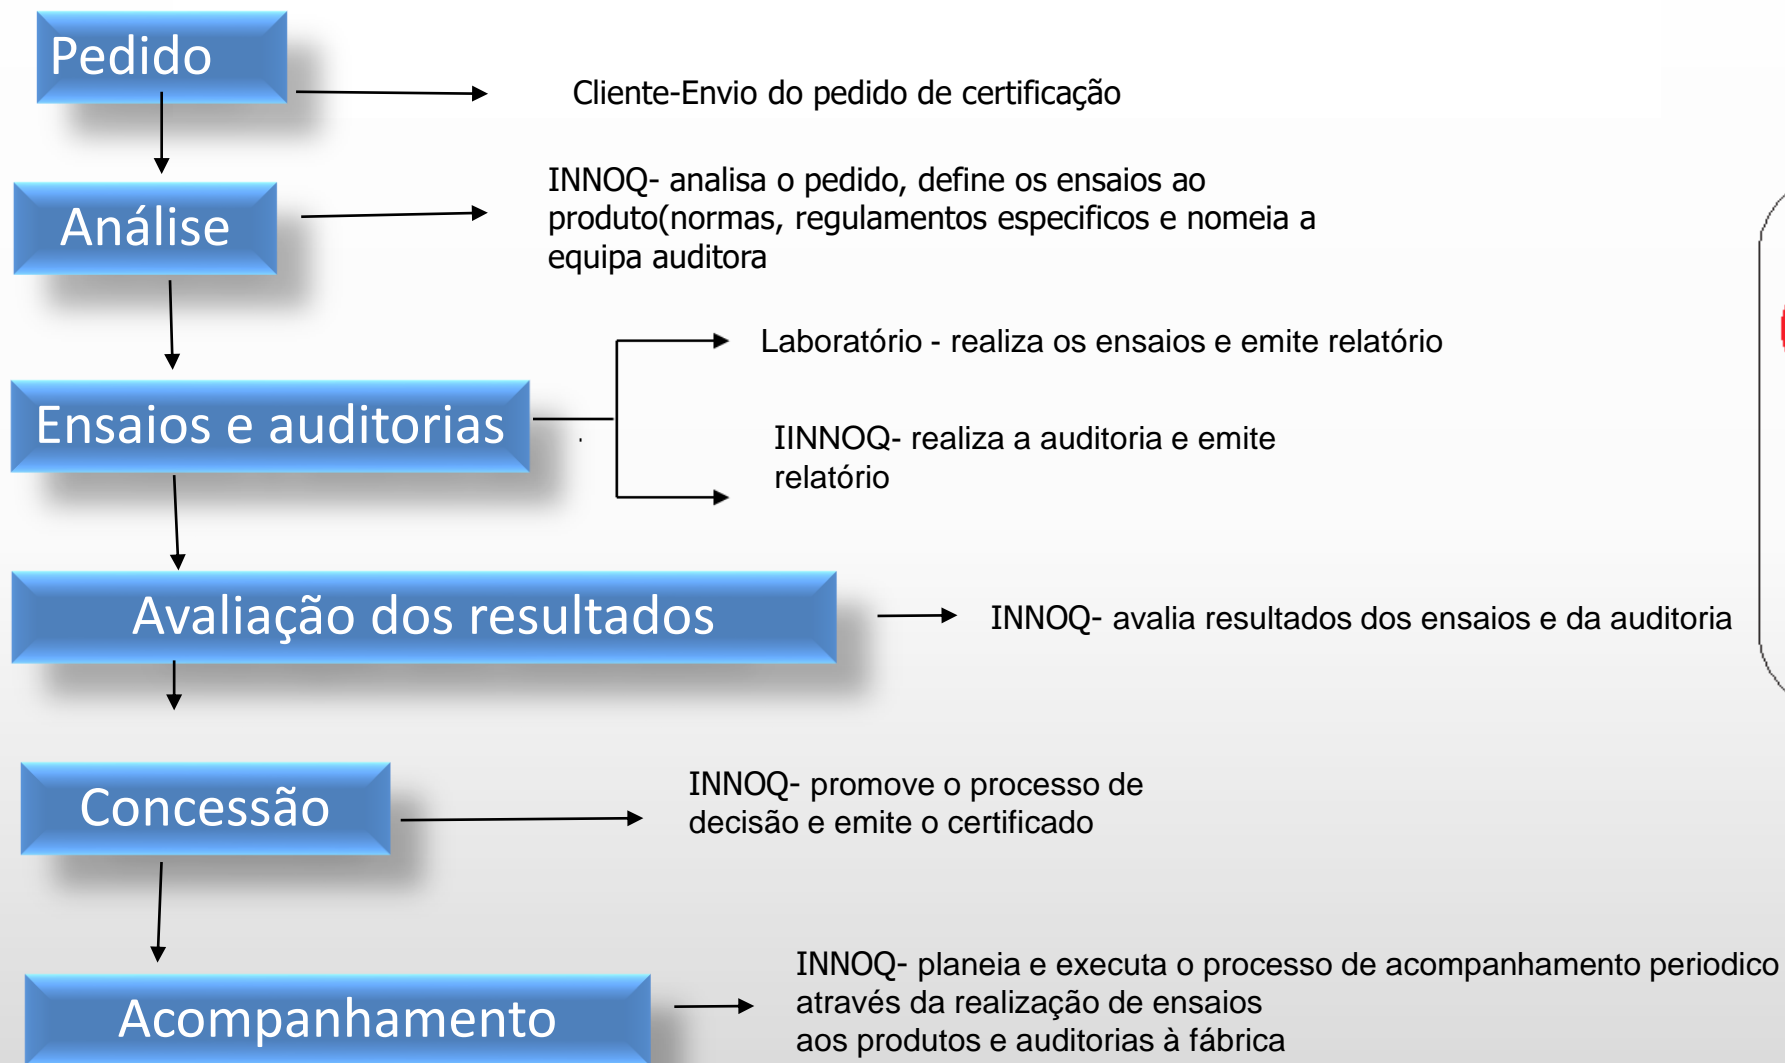 Pedido
Cliente-Envio do pedido de certificação
Análise
INNOQ- analisa o pedido, define os ensaios ao
produto(normas, regulamentos especificos e nomeia a
equipa auditora
Ensaios e auditorias
Laboratório - realiza os ensaios e emite relatório
IINNOQ- realiza a auditoria e emite
relatório
Avaliação dos resultados
INNOQ- avalia resultados dos ensaios e da auditoria
Concessão
INNOQ- promove o processo de
decisão e emite o certificado
Acompanhamento
INNOQ- planeia e executa o processo de acompanhamento periodico
através da realização de ensaios
aos produtos e auditorias à fábrica